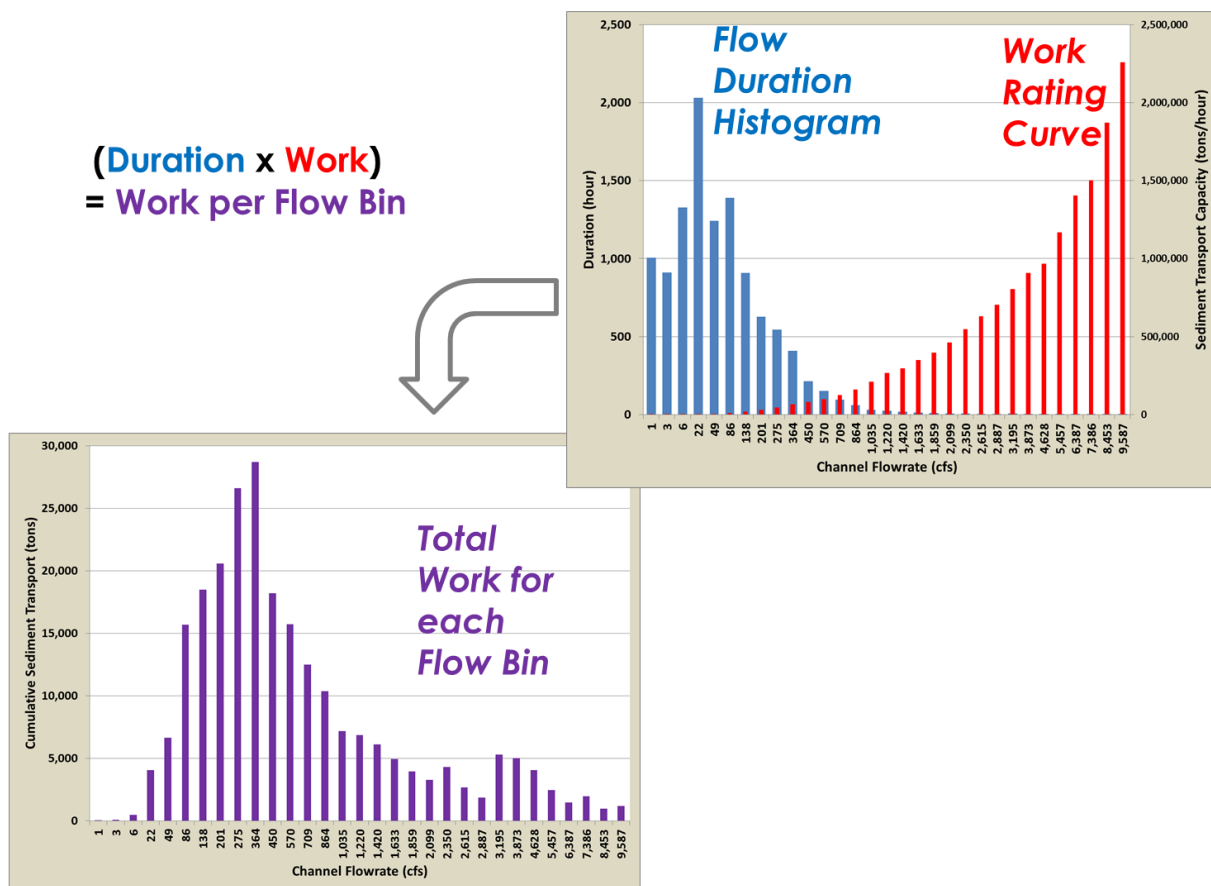 (Duration x Work)
= Work per Flow Bin
Flow
Duration
Histogram
Work
Rating
Curve
2,500
2,000
1,500
1,000
500
0
Duration (hour)
2,500,000
2,000,000
1,500,000
1,000,000
500,000
0
Sediment Transport Capacity (tons/hour)
1 3 6 22 49 86 138 201 275 364 450 570 709 864 1,035 1,220 1,420 1,633 1,859 2,099 2,350 2,615 2,887 3,195 3,873 4,628 5,457 6,387 7,386 8,453 9,587
Channel Flowrate (cfs)
30,000
25,000
20,000
15,000
10,000
5,000
0
Cumulative Sediment Transport (tons)
Total
Work for
each
Flow Bin
1 3 6 22 49 86 138 201 275 364 450 570 709 864 1,035 1,220 1,420 1,633 1,859 2,099 2,350 2,615 2,887 3,195 3,873 4,628 5,457 6,387 7,386 8,453 9,587
Channel Flowrate (cfs)